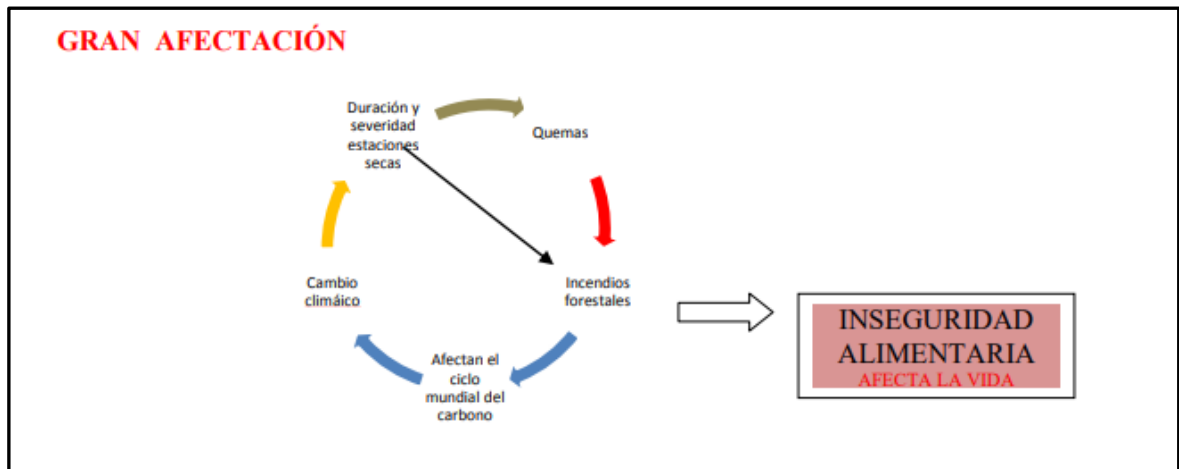 GRAN AFECTACIÓN
Duración y
severidad
estaciones
secas
Quemas
Incendios
forestales
Afectan el
ciclo
mundial del
carbono
Cambio
climáico
INSEGURIDAD
ALIMENTARIA
AFECTA LA VIDA